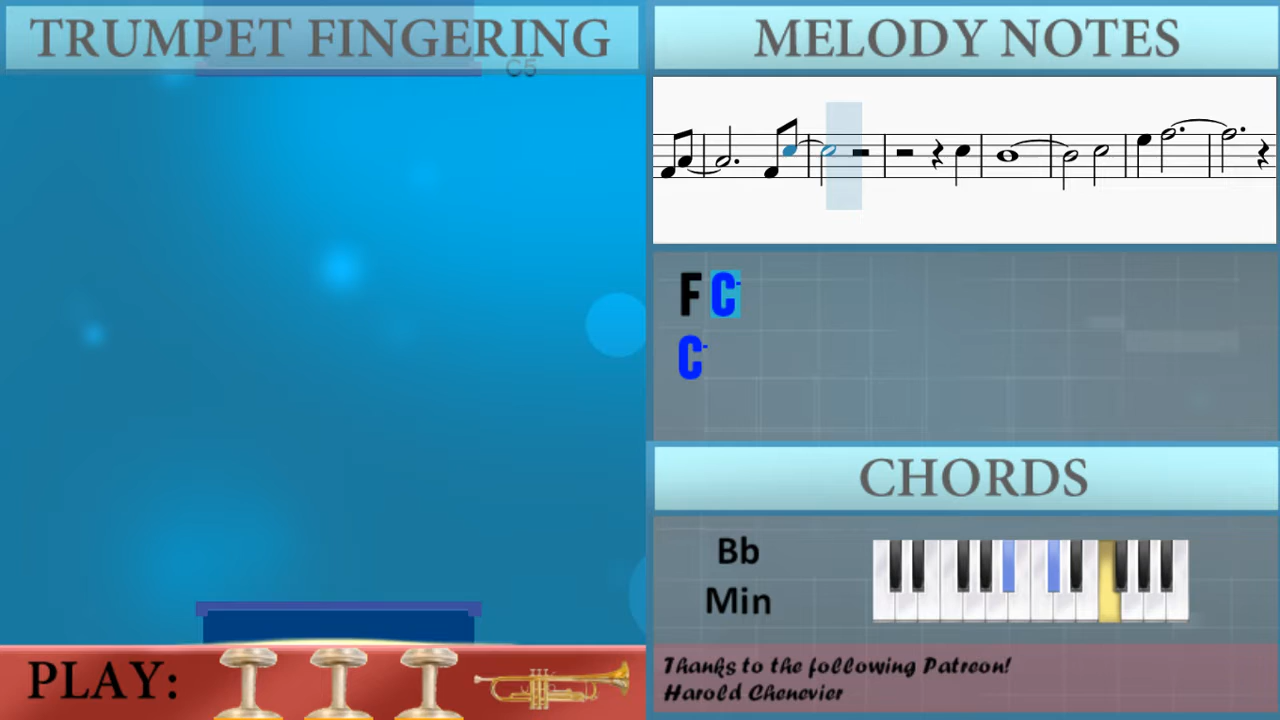 TRUMPET FINGERING
C5
MELODY NOTES
F C-
C-
CHORDS
Bb
Min
PLAY:
Thanks to the following Patreon!
Harold Chenevier